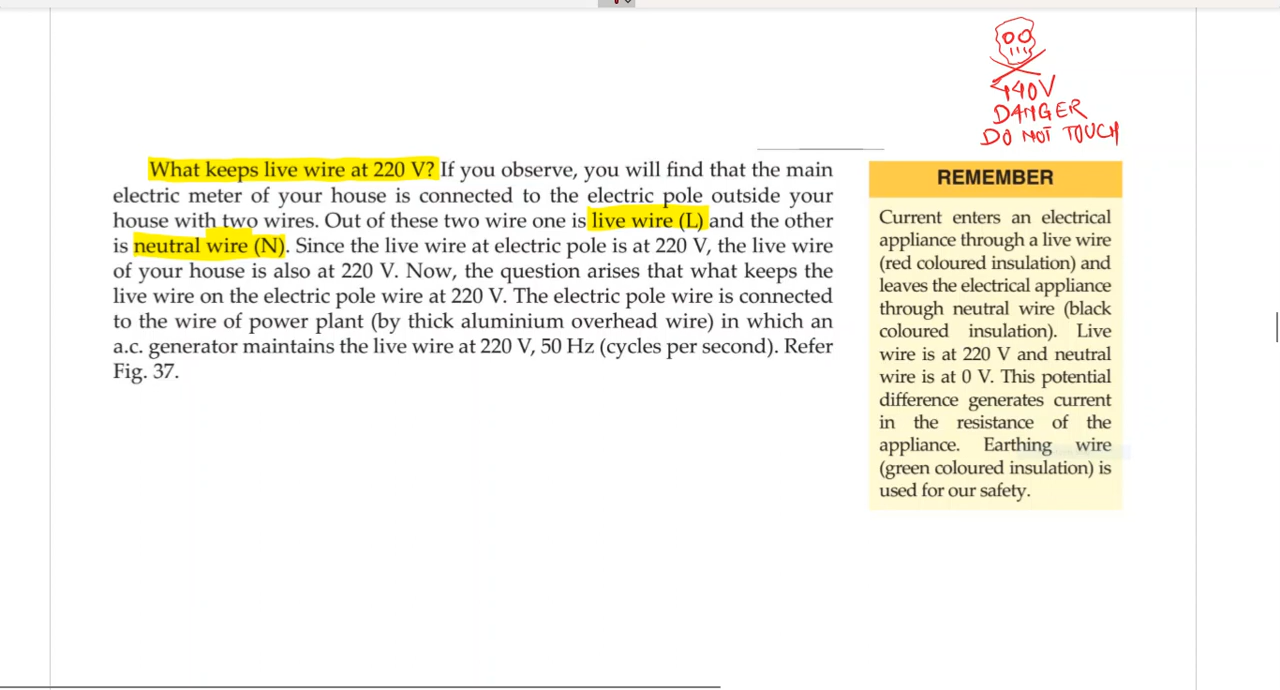 440V
DANGER
DO NOT TOUCH
What keeps live wire at 220 V? If you observe, you will find that the main
electric meter of your house is connected to the electric pole outside your
house with two wires. Out of these two wire one is live wire (L) and the other
is neutral wire (N). Since the live wire at electric pole is at 220 V, the live wire
of your house is also at 220 V. Now, the question arises that what keeps the
live wire on the electric pole wire at 220 V. The electric pole wire is connected
to the wire of power plant (by thick aluminium overhead wire) in which an
a.c. generator maintains the live wire at 220 V, 50 Hz (cycles per second). Refer
Fig. 37.
REMEMBER
Current enters an electrical
appliance through a live wire
(red coloured insulation) and
leaves the electrical appliance
through neutral wire (black
coloured insulation). Live
wire is at 220 V and neutral
wire is at 0 V. This potential
difference generates current
in the resistance of the
appliance. Earthing wire
(green coloured insulation) is
used for our safety.